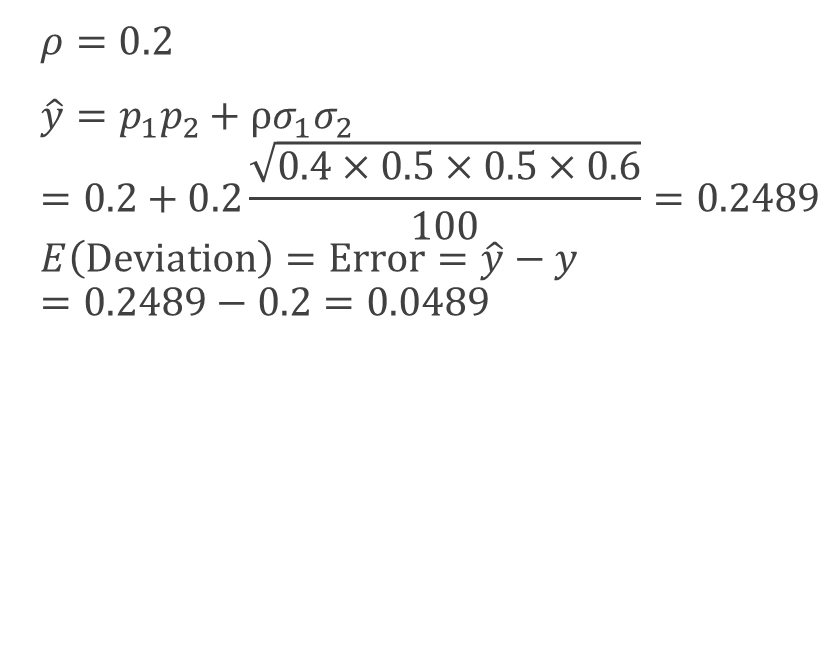 ρ = 0.2
ŷ = p₁p₂ + ρσ₁σ₂
= 0.2 + 0.2 √(0.4 × 0.5 × 0.5 × 0.6) / 100 = 0.2489
E(Deviation) = Error = ŷ − y
= 0.2489 − 0.2 = 0.0489